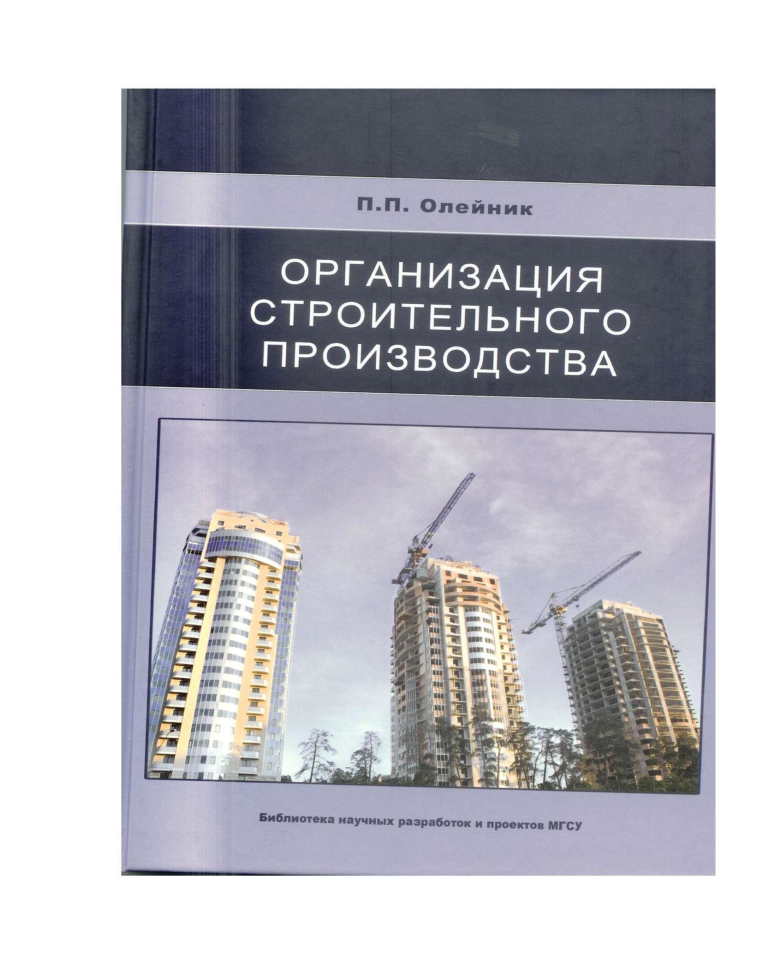 П.П. Олейник
ОРГАНИЗАЦИЯ
СТРОИТЕЛЬНОГО
ПРОИЗВОДСТВА
Библиотека научных разработок и проектов МГСУ